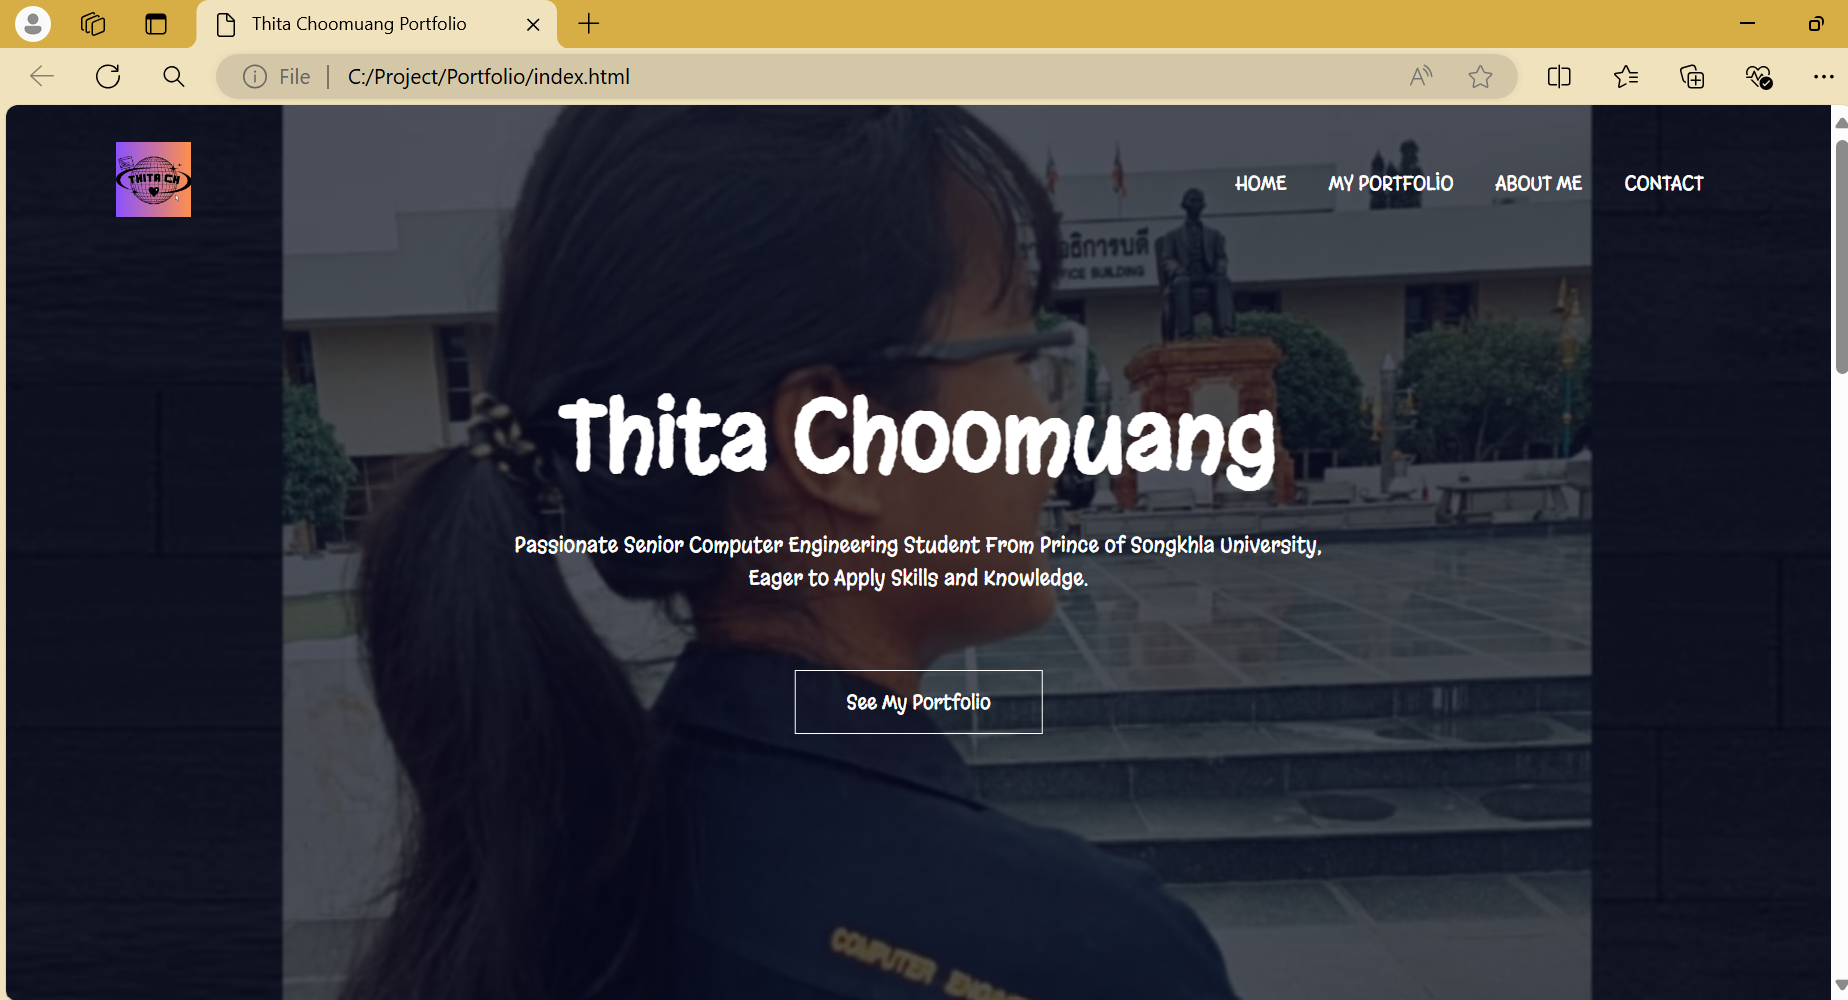 Thita Choomuang Portfolio
File
C:/Project/Portfolio/index.html
THITA CH
HOME
MY PORTFOLIO
ABOUT ME
CONTACT
อธิการบดี
ICE BUILDING
Thita Choomuang
Passionate Senior Computer Engineering Student From Prince of Songkhla University,
Eager to Apply Skills and Knowledge.
See My Portfolio
COMPUTER